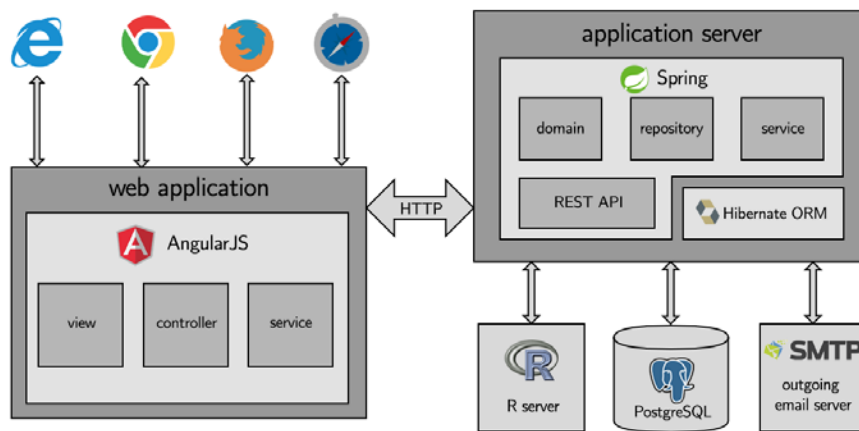 application server
Spring
domain
repository
service
REST API
Hibernate ORM
web application
HTTP
AngularJS
view
controller
service
R server
PostgreSQL
SMTP
outgoing
email server